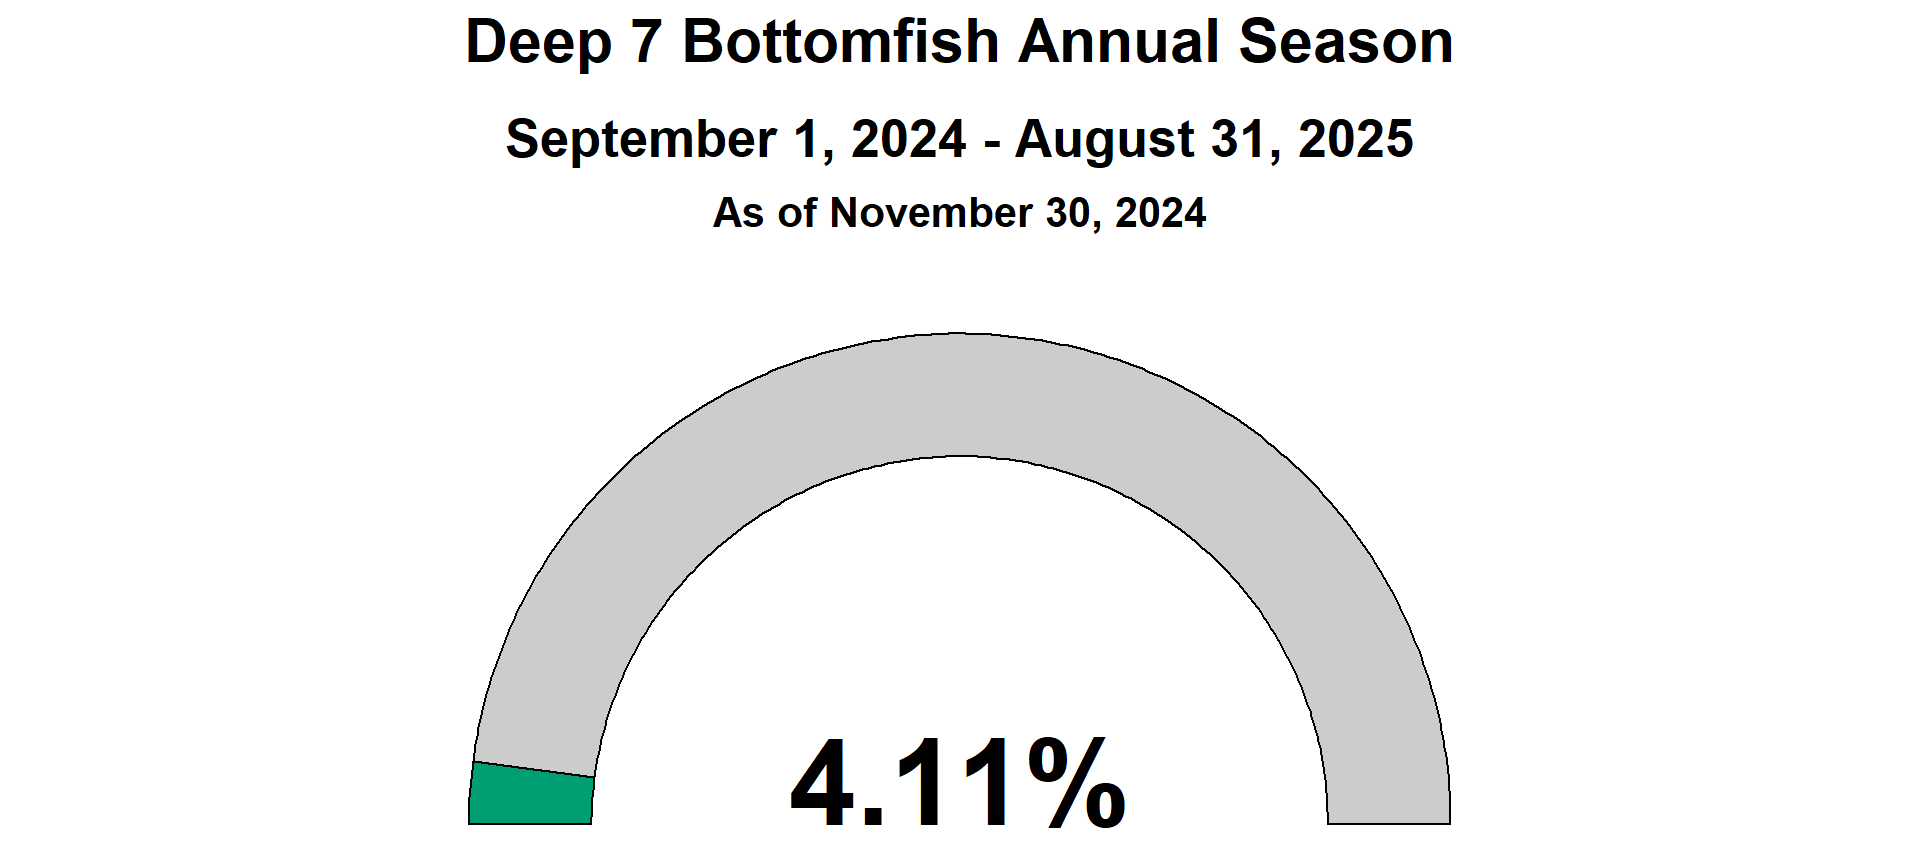 Deep 7 Bottomfish Annual Season
September 1, 2024 - August 31, 2025
As of November 30, 2024
4.11%